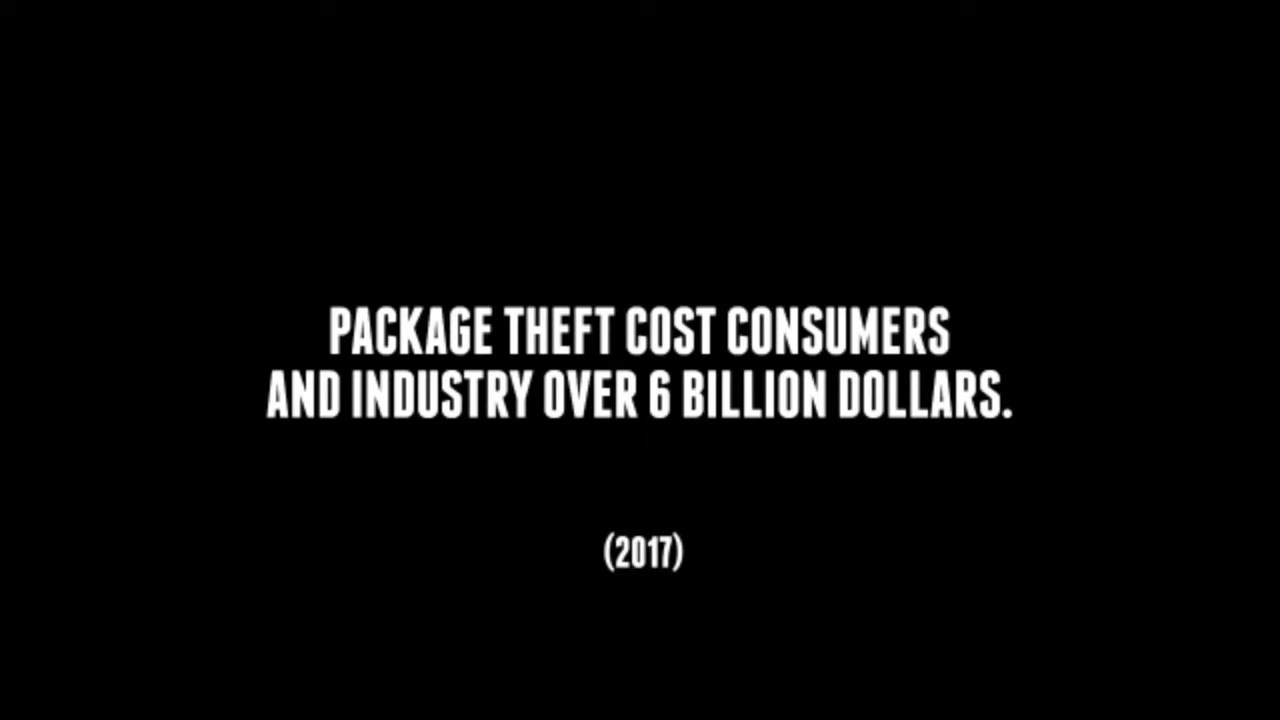 PACKAGE THEFT COST CONSUMERS
AND INDUSTRY OVER 6 BILLION DOLLARS.
(2017)